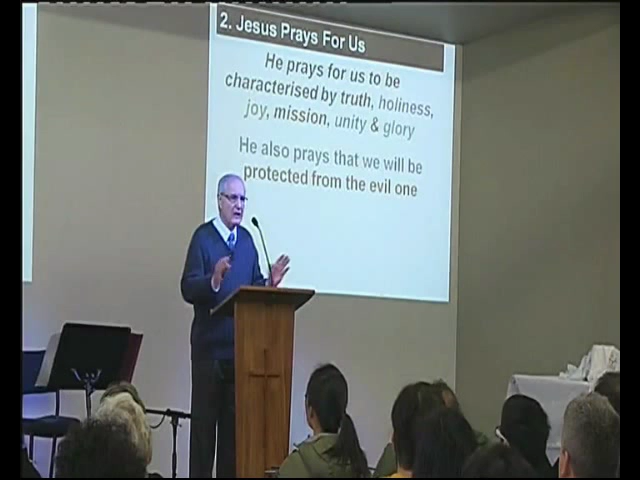 2. Jesus Prays For Us
He prays for us to be
characterised by truth, holiness,
joy, mission, unity & glory
He also prays that we will be
protected from the evil one